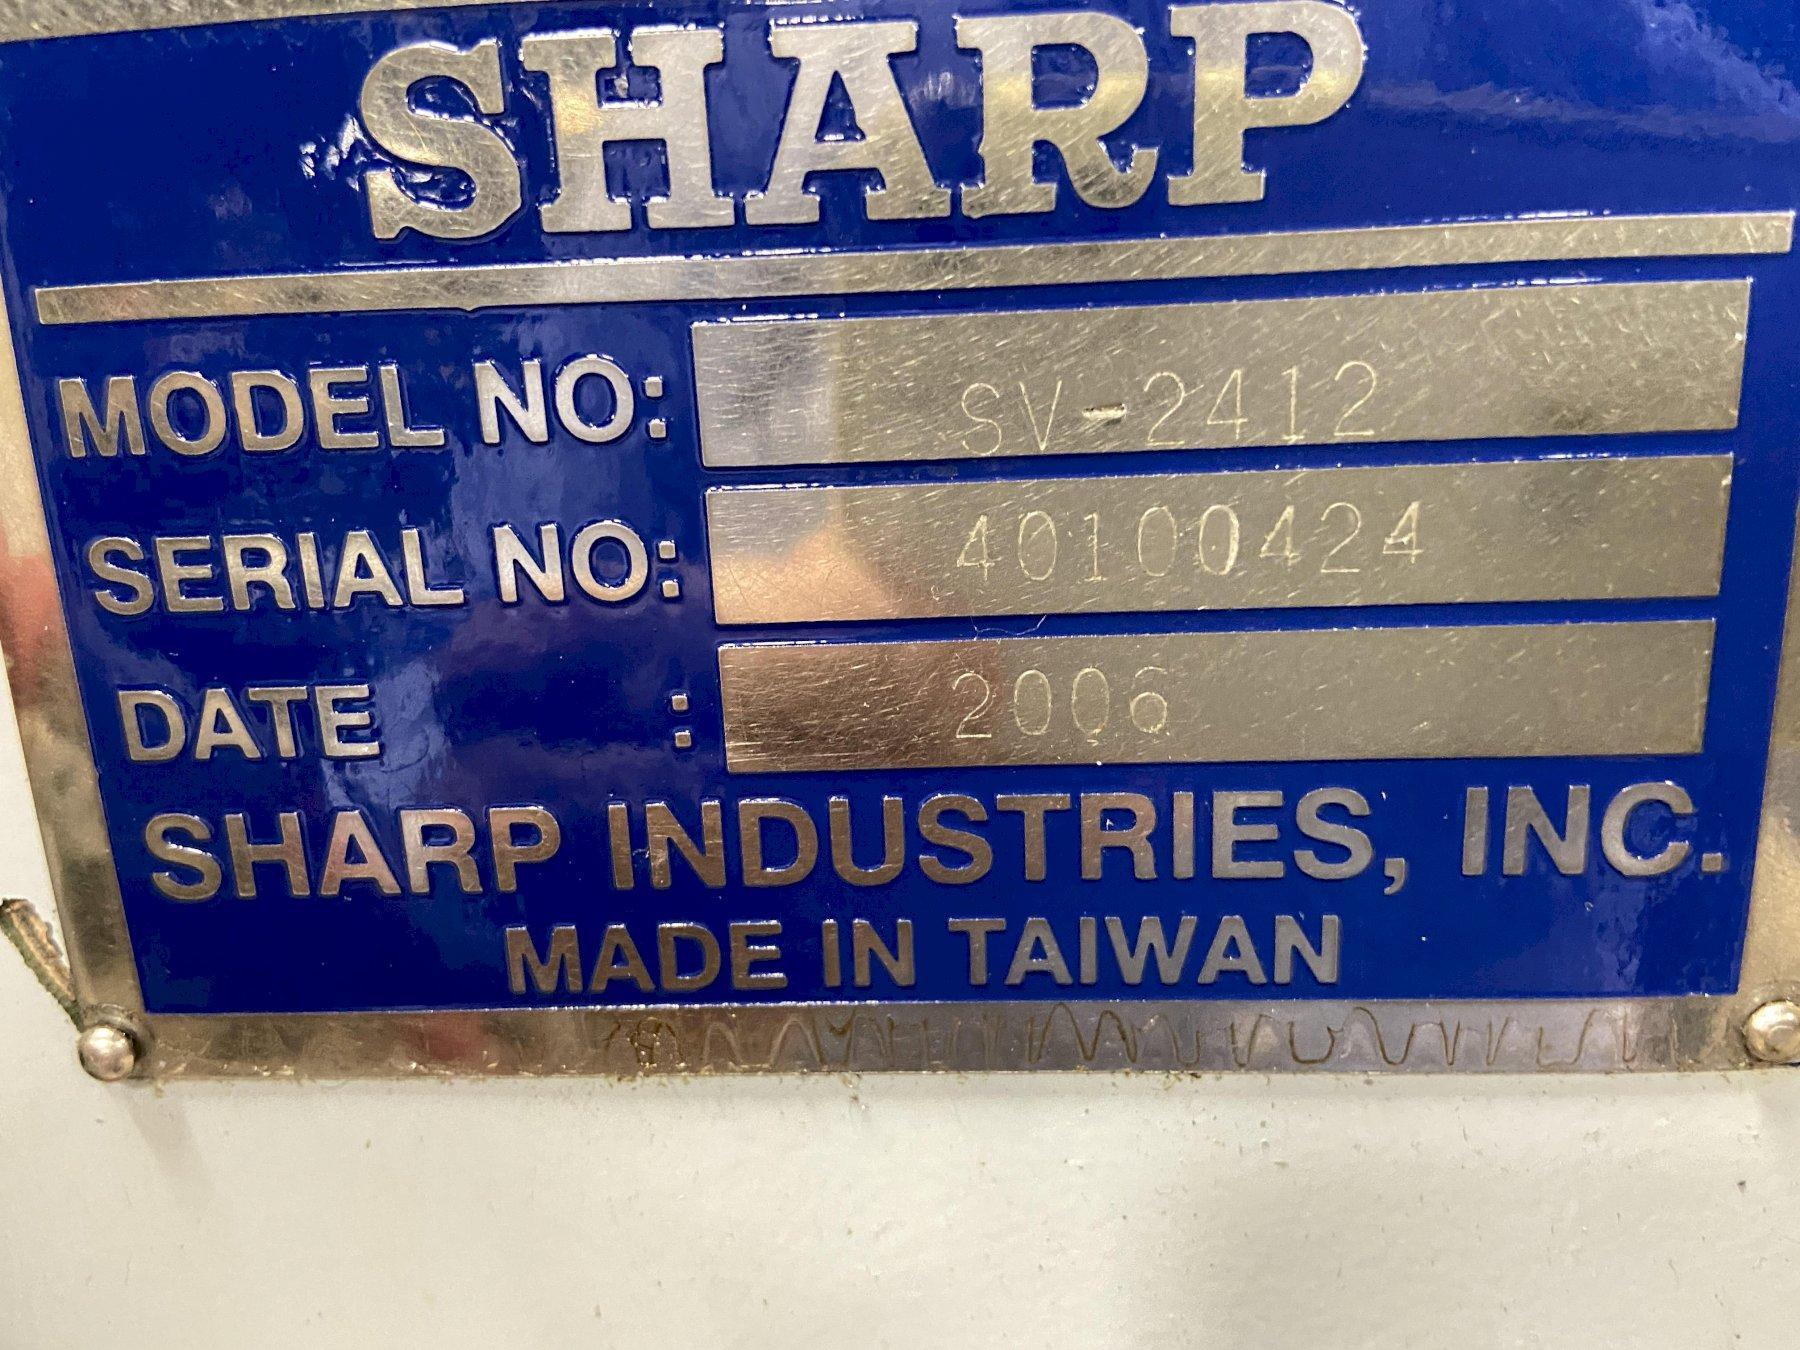 SHARP
MODEL NO: SV-2412
SERIAL NO: 40100424
DATE : 2006
SHARP INDUSTRIES, INC.
MADE IN TAIWAN